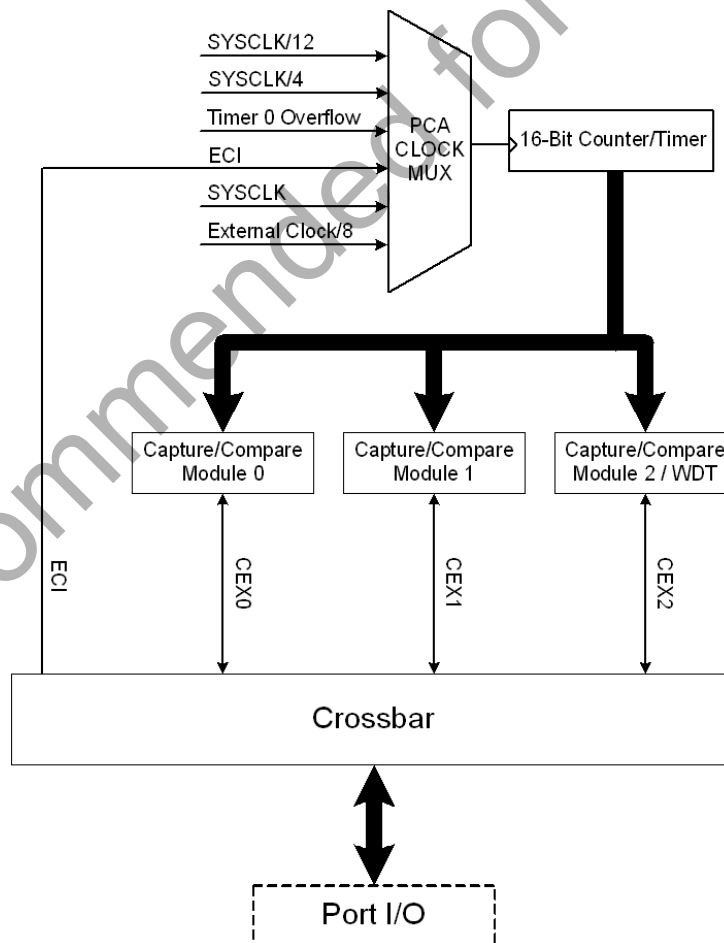 SYSCLK/12
SYSCLK/4
Timer 0 Overflow
ECI
SYSCLK
External Clock/8
PCA
CLOCK
MUX
16-Bit Counter/Timer
Capture/Compare
Module 0
Capture/Compare
Module 1
Capture/Compare
Module 2 / WDT
ECI
CEX0
CEX1
CEX2
Crossbar
Port I/O
ommended for